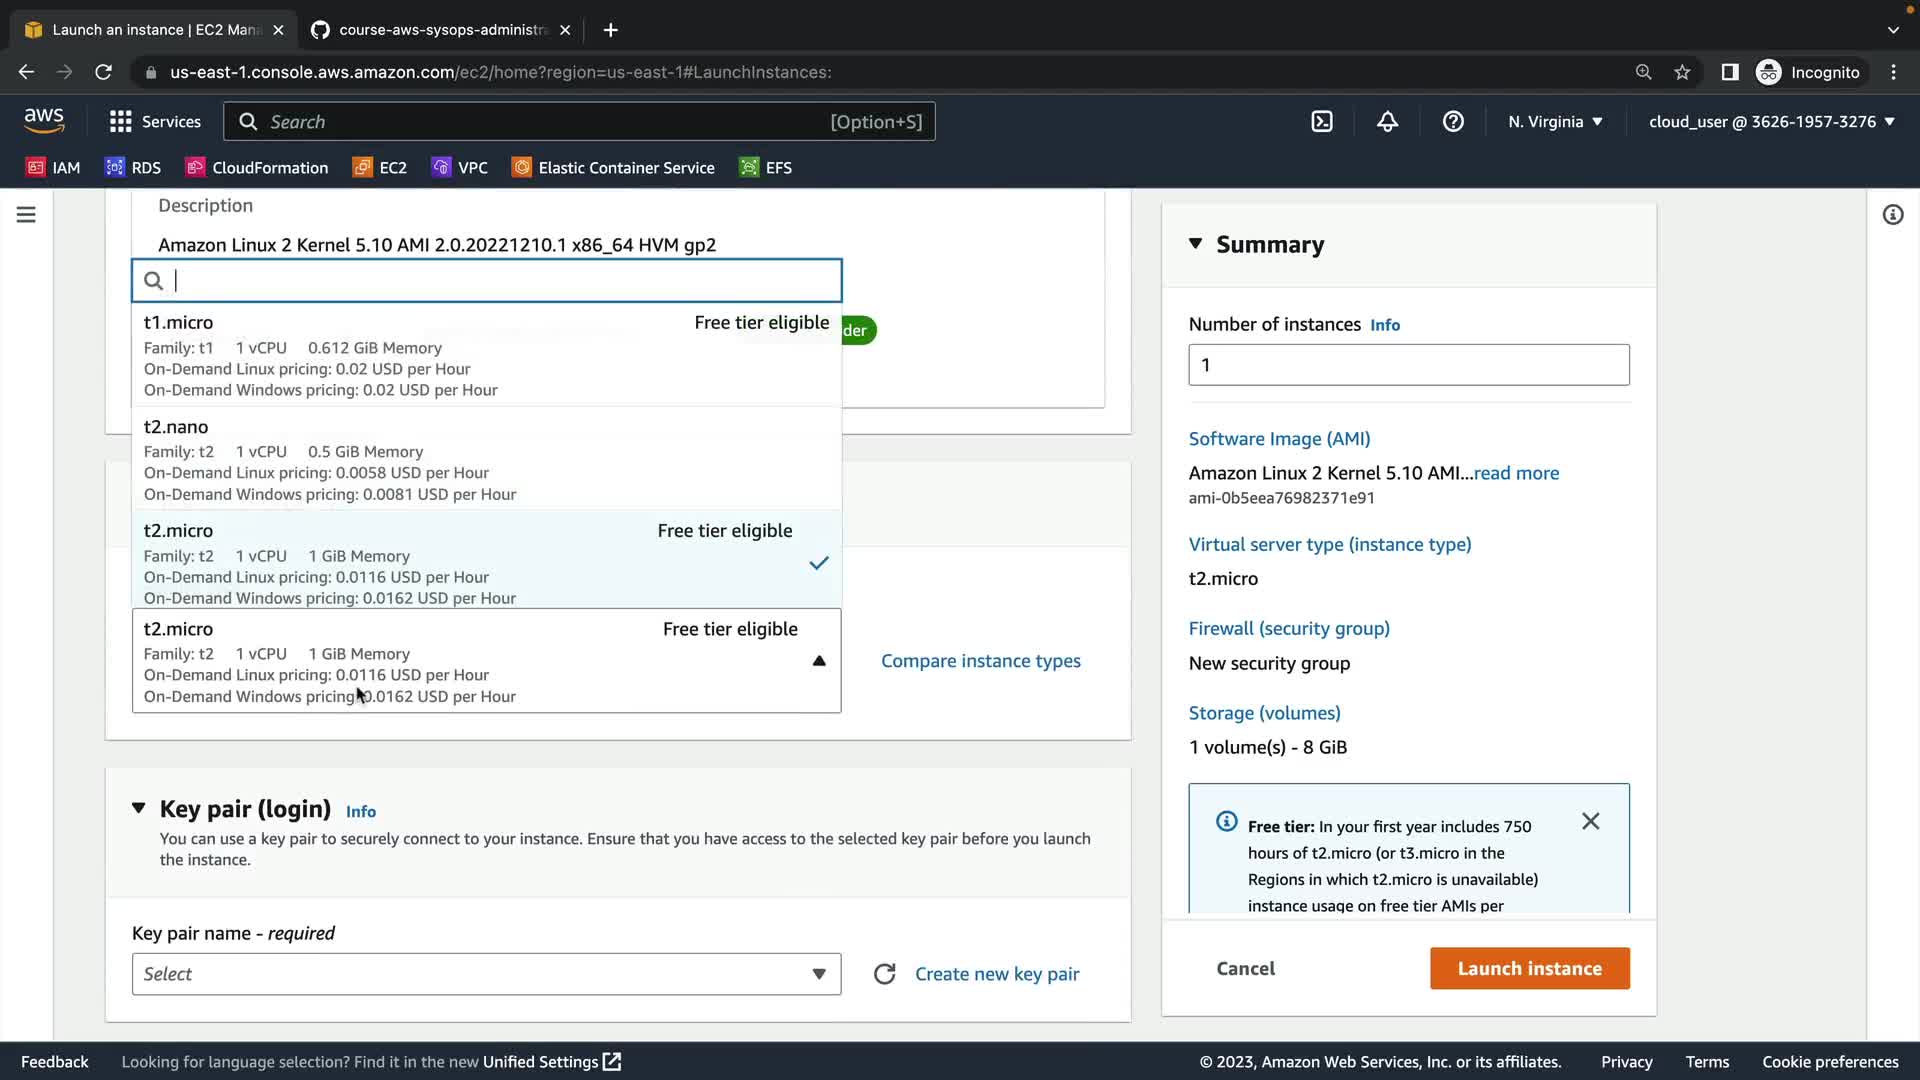 Launch an instance | EC2 Man
course-aws-sysops-administra
us-east-1.console.aws.amazon.com/ec2/home?region=us-east-1#LaunchInstances:
Incognito
aws
Services
Search
[Option+S]
N. Virginia
cloud_user @ 3626-1957-3276
IAM
RDS
CloudFormation
EC2
VPC
Elastic Container Service
EFS
Description
Amazon Linux 2 Kernel 5.10 AMI 2.0.20221210.1 x86_64 HVM gp2
t1.micro Free tier eligible
Family: t1 1 vCPU 0.612 GiB Memory
On-Demand Linux pricing: 0.02 USD per Hour
On-Demand Windows pricing: 0.02 USD per Hour
der
t2.nano
Family: t2 1 vCPU 0.5 GiB Memory
On-Demand Linux pricing: 0.0058 USD per Hour
On-Demand Windows pricing: 0.0081 USD per Hour
t2.micro Free tier eligible
Family: t2 1 vCPU 1 GiB Memory
On-Demand Linux pricing: 0.0116 USD per Hour
On-Demand Windows pricing: 0.0162 USD per Hour
t2.micro Free tier eligible
Family: t2 1 vCPU 1 GiB Memory
On-Demand Linux pricing: 0.0116 USD per Hour
On-Demand Windows pricing: 0.0162 USD per Hour
Compare instance types
Key pair (login) Info
You can use a key pair to securely connect to your instance. Ensure that you have access to the selected key pair before you launch
the instance.
Key pair name - required
Select
Create new key pair
Summary
Number of instances Info
1
Software Image (AMI)
Amazon Linux 2 Kernel 5.10 AMI...read more
ami-0b5eea76982371e91
Virtual server type (instance type)
t2.micro
Firewall (security group)
New security group
Storage (volumes)
1 volume(s) - 8 GiB
Free tier: In your first year includes 750
hours of t2.micro (or t3.micro in the
Regions in which t2.micro is unavailable)
instance usage on free tier AMIs per
Cancel
Launch instance
Feedback
Looking for language selection? Find it in the new Unified Settings
© 2023, Amazon Web Services, Inc. or its affiliates.
Privacy
Terms
Cookie preferences